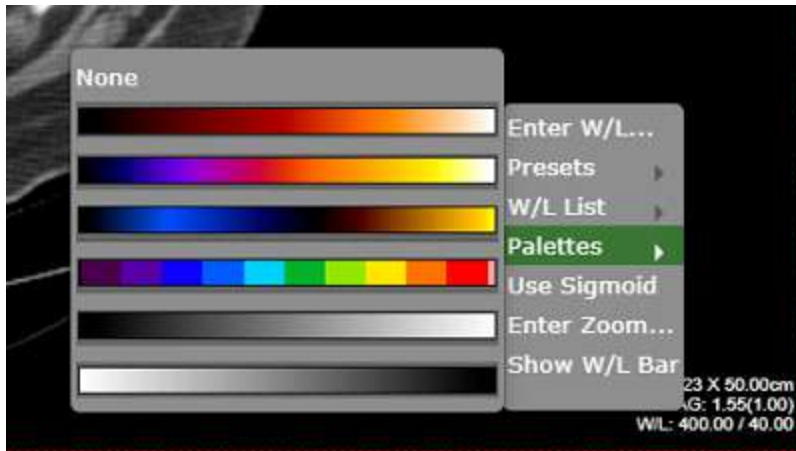 None
Enter W/L...
Presets
W/L List
Palettes
Use Sigmoid
Enter Zoom...
Show W/L Bar
23 X 50.00cm
AG: 1.55(1.00)
W/L: 400.00 / 40.00